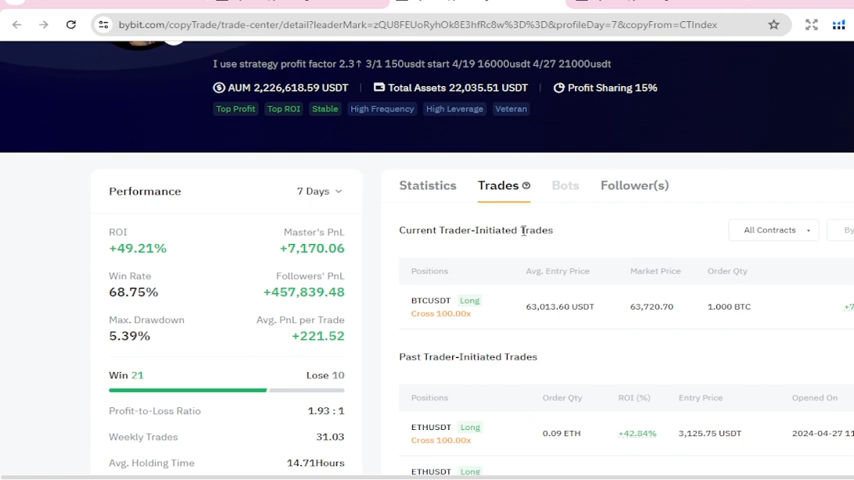 bybit.com/copyTrade/trade-center/detail?leaderMark=zQU8FEUoRyhOk8E3hfRc8w%3D%3D&profileDay=7&copyFrom=CTIndex
I use strategy profit factor 2.3↑ 3/1 150usdt start 4/19 16000usdt 4/27 21000usdt
AUM 2,226,618.59 USDT | Total Assets 22,035.51 USDT | Profit Sharing 15%
Top Profit Top ROI Stable High Frequency High Leverage Veteran
Performance 7 Days
ROI Master's PnL
+49.21% +7,170.06
Win Rate Followers' PnL
68.75% +457,839.48
Max. Drawdown Avg. PnL per Trade
5.39% +221.52
Win 21 Lose 10
Profit-to-Loss Ratio 1.93 : 1
Weekly Trades 31.03
Avg. Holding Time 14.71Hours
Statistics Trades Bots Follower(s)
Current Trader-Initiated Trades All Contracts By
Positions Avg. Entry Price Market Price Order Qty
BTCUSDT Long 63,013.60 USDT 63,720.70 1.000 BTC +7
Cross 100.00x
Past Trader-Initiated Trades
Positions Order Qty ROI (%) Entry Price Opened On
ETHUSDT Long 0.09 ETH +42.84% 3,125.75 USDT 2024-04-27 11
Cross 100.00x
ETHUSDT Long